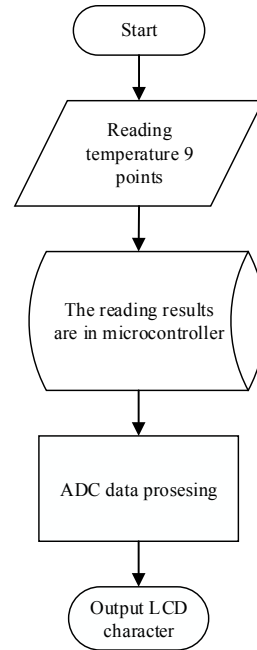 Start
Reading
temperature 9
points
The reading results
are in microcontroller
ADC data prosesing
Output LCD
character